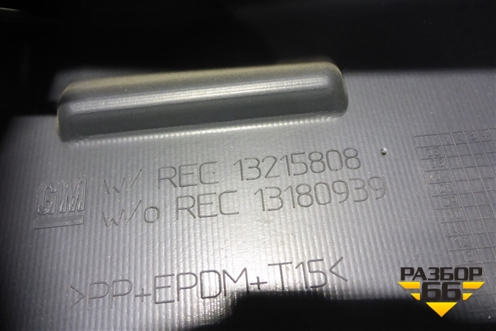 GM w/ REC 13215808
w/o REC 13180939
>PP+EPDM+T15<
РАЗБОР
66